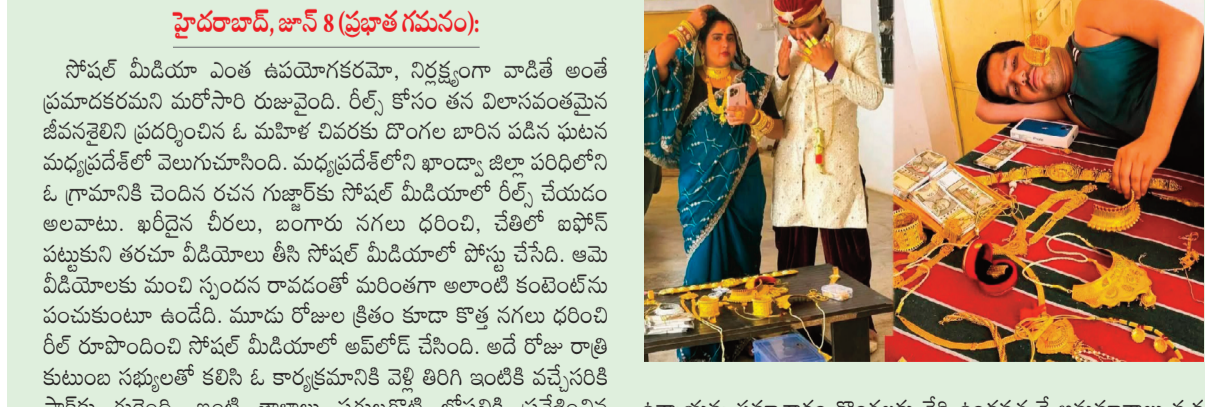 హైదరాబాద్, జూన్ 8 (ప్రభాత గమనం):
సోషల్ మీడియా ఎంత ఉపయోగకరమో, నిర్లక్ష్యంగా వాడితే అంతే
ప్రమాదకరమని మరోసారి రుజువైంది. రీల్స్ కోసం తన విలాసవంతమైన
జీవనశైలిని ప్రదర్శించిన ఓ మహిళ చివరకు దొంగల బారిన పడిన ఘటన
మధ్యప్రదేశ్‌లో వెలుగుచూసింది. మధ్యప్రదేశ్‌లోని ఖాండ్వా జిల్లా పరిధిలోని
ఓ గ్రామానికి చెందిన రచన గుజ్జార్‌కు సోషల్ మీడియాలో రీల్స్ చేయడం
అలవాటు. ఖరీదైన చీరలు, బంగారు నగలు ధరించి, చేతిలో ఐఫోన్
పట్టుకుని తరచూ వీడియోలు తీసి సోషల్ మీడియాలో పోస్టు చేసేది. ఆమె
వీడియోలకు మంచి స్పందన రావడంతో మరింతగా అలాంటి కంటెంట్‌ను
పంచుకుంటూ ఉండేది. మూడు రోజుల క్రితం కూడా కొత్త నగలు ధరించి
రీల్ రూపొందించి సోషల్ మీడియాలో అప్‌లోడ్ చేసింది. అదే రోజు రాత్రి
కుటుంబ సభ్యులతో కలిసి ఓ కార్యక్రమానికి వెళ్లి తిరిగి ఇంటికి వచ్చేసరికి